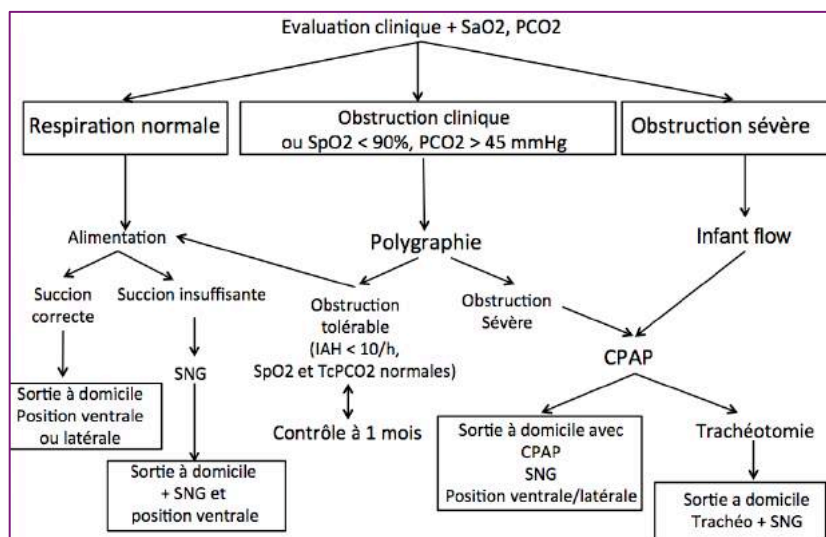 Evaluation clinique + SaO2, PCO2
Respiration normale
Obstruction clinique
ou SpO2 < 90%, PCO2 > 45 mmHg
Obstruction sévère
Alimentation
Polygraphie
Infant flow
Succion
correcte
Succion insuffisante
Obstruction
tolérable
(IAH < 10/h,
SpO2 et TcPCO2 normales)
Obstruction
Sévère
CPAP
SNG
Sortie à domicile
Position ventrale
ou latérale
Contrôle à 1 mois
Sortie à domicile avec
CPAP
SNG
Position ventrale/latérale
Trachéotomie
Sortie à domicile
+ SNG et
position ventrale
Sortie a domicile
Trachéo + SNG